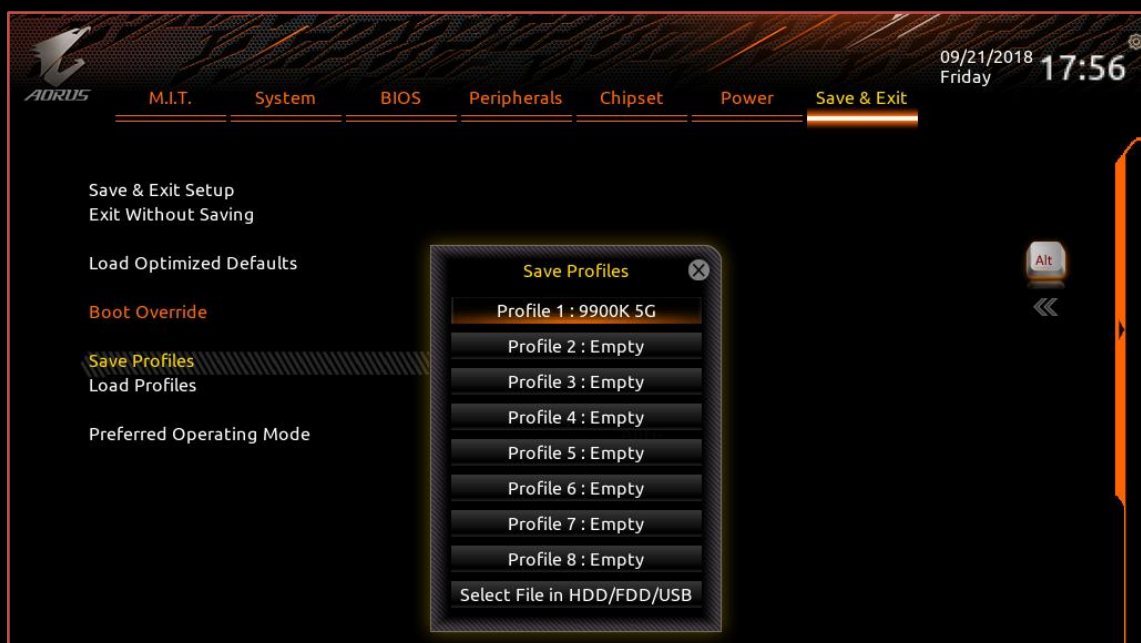 09/21/2018 17:56
Friday
AORUS
M.I.T. System BIOS Peripherals Chipset Power Save & Exit
Save & Exit Setup
Exit Without Saving
Load Optimized Defaults
Boot Override
Save Profiles
Load Profiles
Preferred Operating Mode
Save Profiles
Profile 1 : 9900K 5G
Profile 2 : Empty
Profile 3 : Empty
Profile 4 : Empty
Profile 5 : Empty
Profile 6 : Empty
Profile 7 : Empty
Profile 8 : Empty
Select File in HDD/FDD/USB
Alt